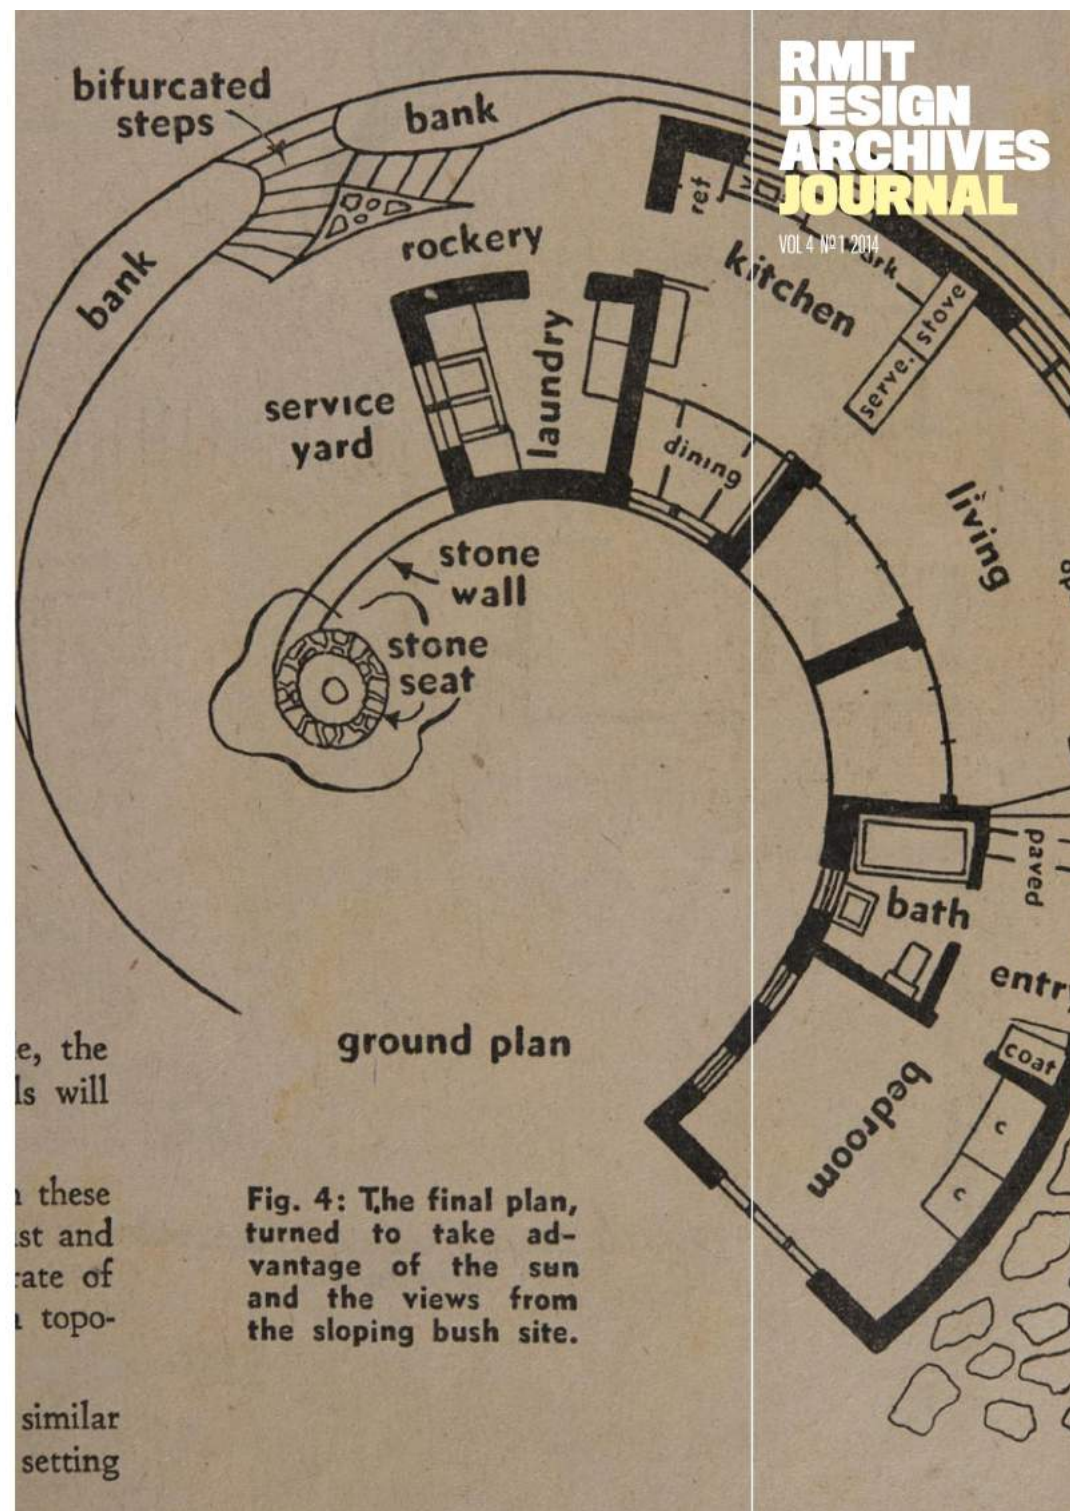 RMIT
DESIGN
ARCHIVES
JOURNAL
VOL 4 Nº 1 2014
bifurcated
steps
bank
bank
rockery
ref
kitchen
stove
serve.
laundry
service
yard
dining
living
stone
wall
stone
seat
paved
bath
entry
coat
c
c
bedroom
ground plan
Fig. 4: The final plan,
turned to take ad-
vantage of the sun
and the views from
the sloping bush site.
e, the
ls will
these
st and
rate of
topo-
similar
setting